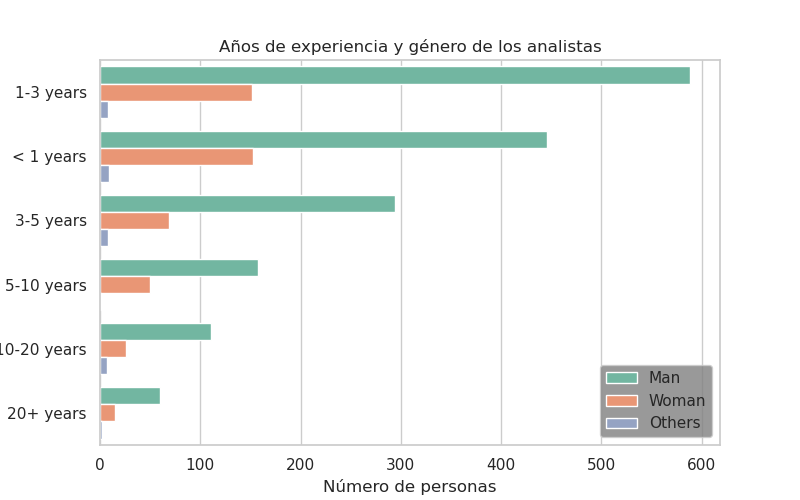 Años de experiencia y género de los analistas
1-3 years
< 1 years
3-5 years
5-10 years
10-20 years
20+ years
Man
Woman
Others
0 100 200 300 400 500 600
Número de personas